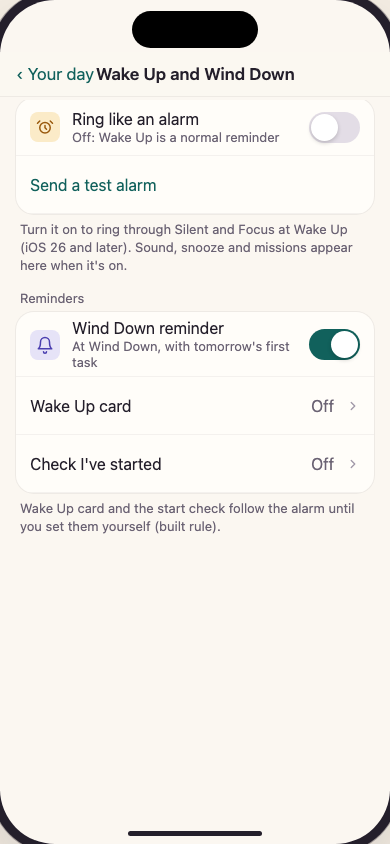 ‹ Your day Wake Up and Wind Down
Ring like an alarm
Off: Wake Up is a normal reminder
Send a test alarm
Turn it on to ring through Silent and Focus at Wake Up
(iOS 26 and later). Sound, snooze and missions appear
here when it's on.
Reminders
Wind Down reminder
At Wind Down, with tomorrow's first
task
Wake Up card Off
Check I've started Off
Wake Up card and the start check follow the alarm until
you set them yourself (built rule).